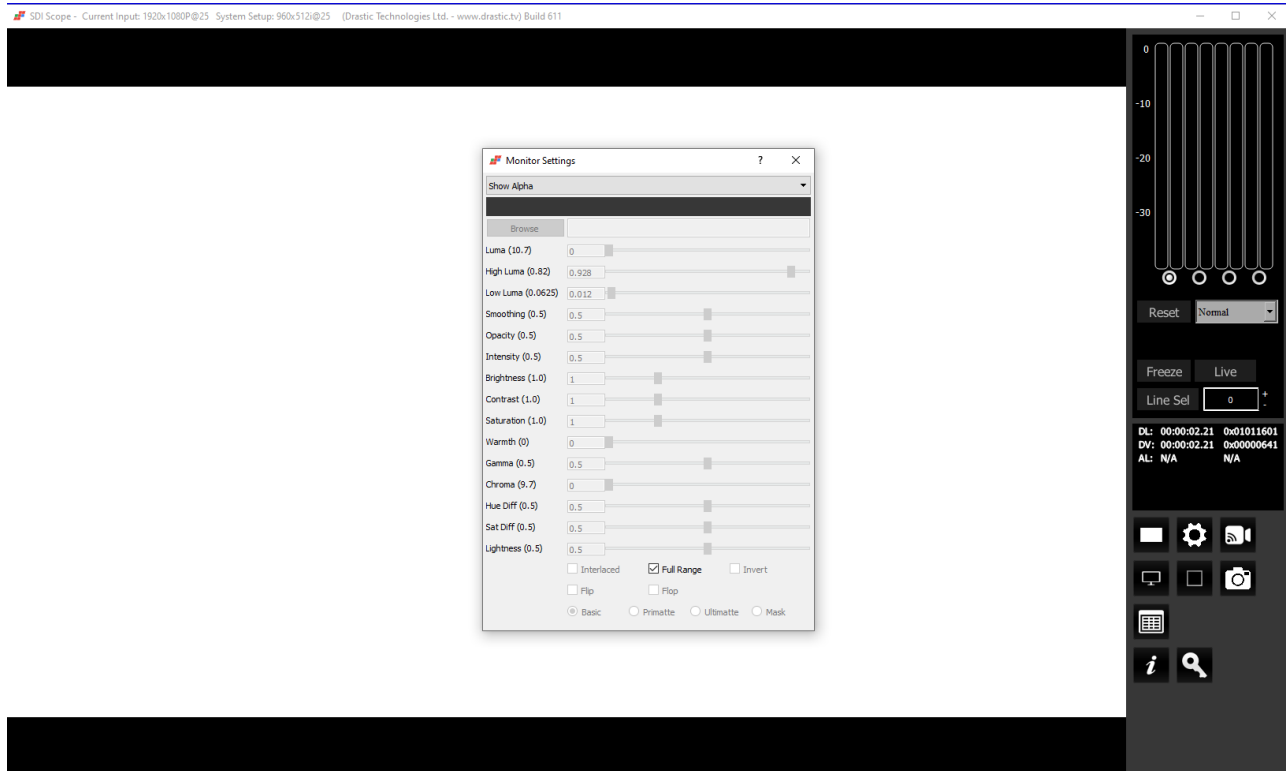 SDI Scope - Current Input: 1920x1080P@25 System Setup: 960x512i@25 (Drastic Technologies Ltd. - www.drastic.tv) Build 611
Monitor Settings ? ×
Show Alpha
Browse
Luma (10.7) 0
High Luma (0.82) 0.928
Low Luma (0.0625) 0.012
Smoothing (0.5) 0.5
Opacity (0.5) 0.5
Intensity (0.5) 0.5
Brightness (1.0) 1
Contrast (1.0) 1
Saturation (1.0) 1
Warmth (0) 0
Gamma (0.5) 0.5
Chroma (9.7) 0
Hue Diff (0.5) 0.5
Sat Diff (0.5) 0.5
Lightness (0.5) 0.5
Interlaced Full Range Invert
Flip Flop
Basic Primatte Ultimatte Mask
0
-10
-20
-30
Reset Normal
Freeze Live
Line Sel 0 + -
DL: 00:00:02.21 0x01011601
DV: 00:00:02.21 0x00000641
AL: N/A N/A
i